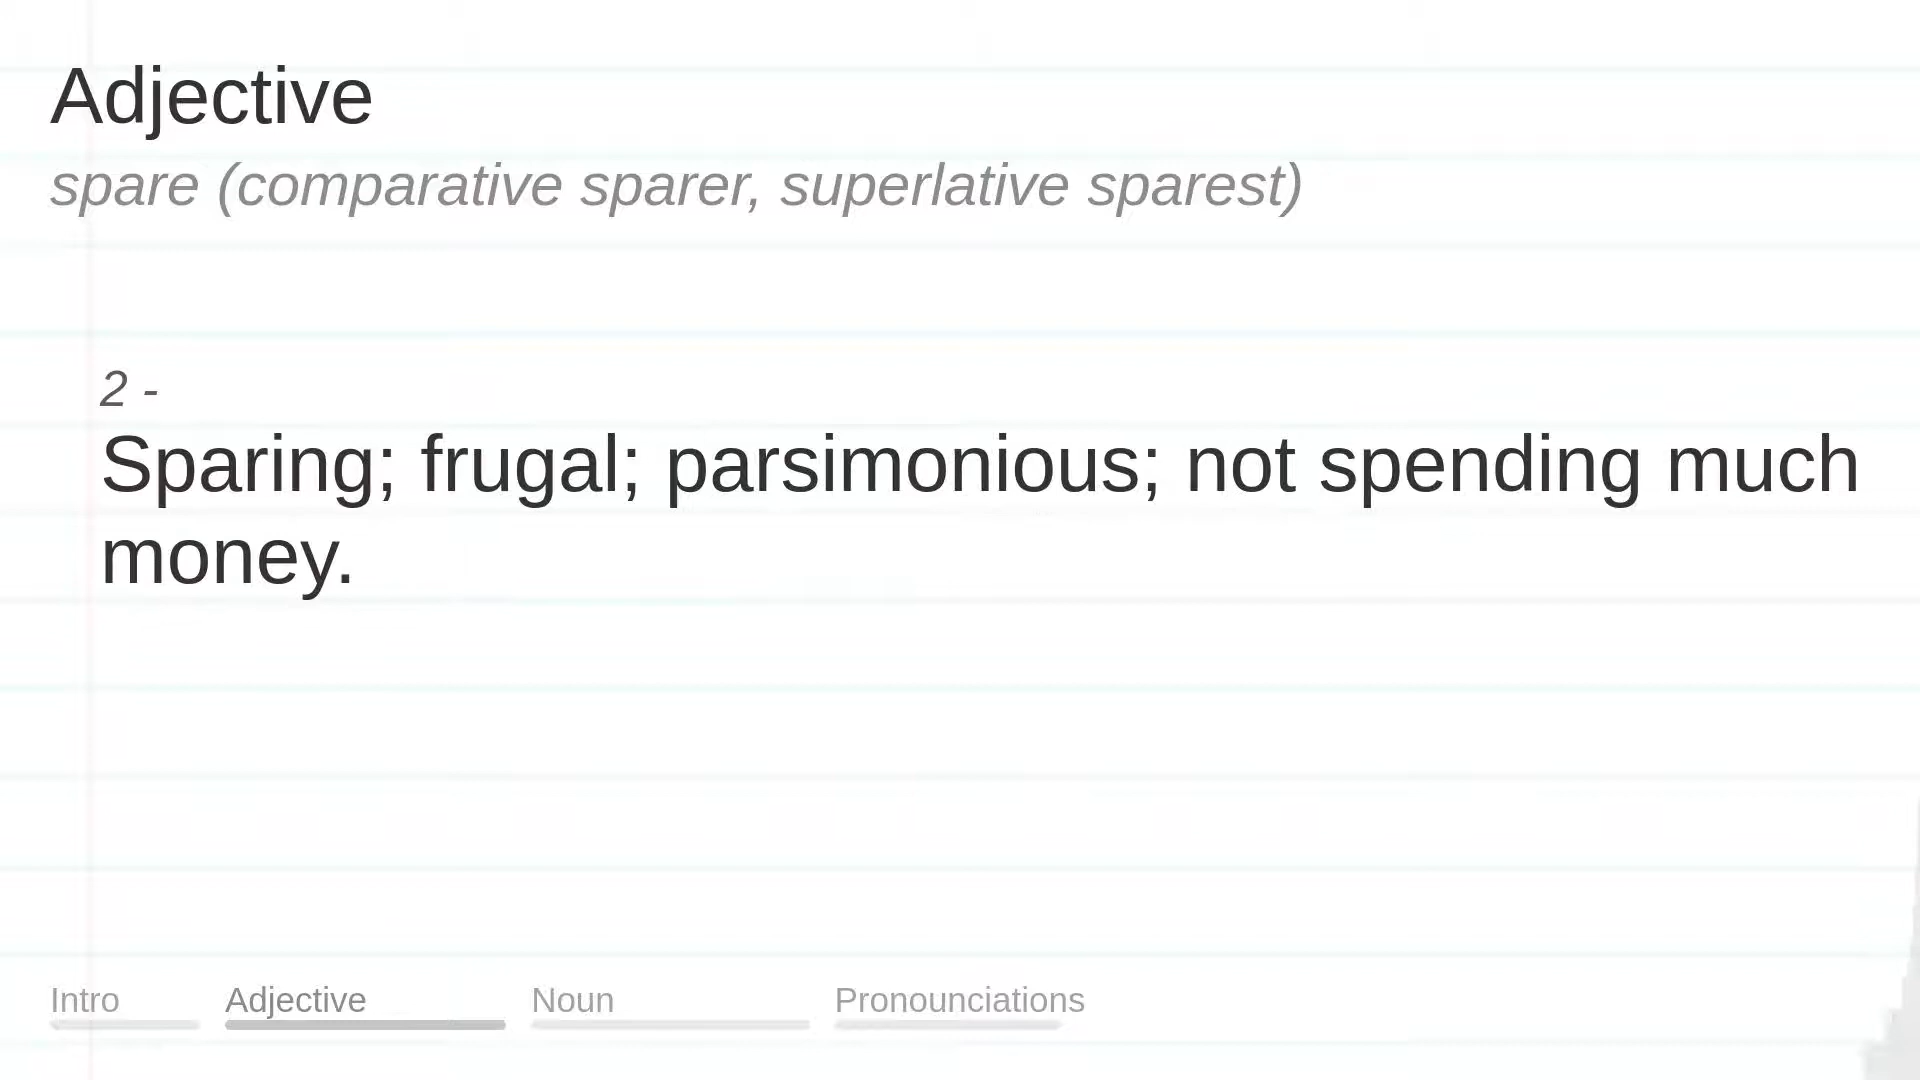 Adjective
spare (comparative sparer, superlative sparest)
2 -
Sparing; frugal; parsimonious; not spending much
money.
Intro Adjective Noun Pronounciations